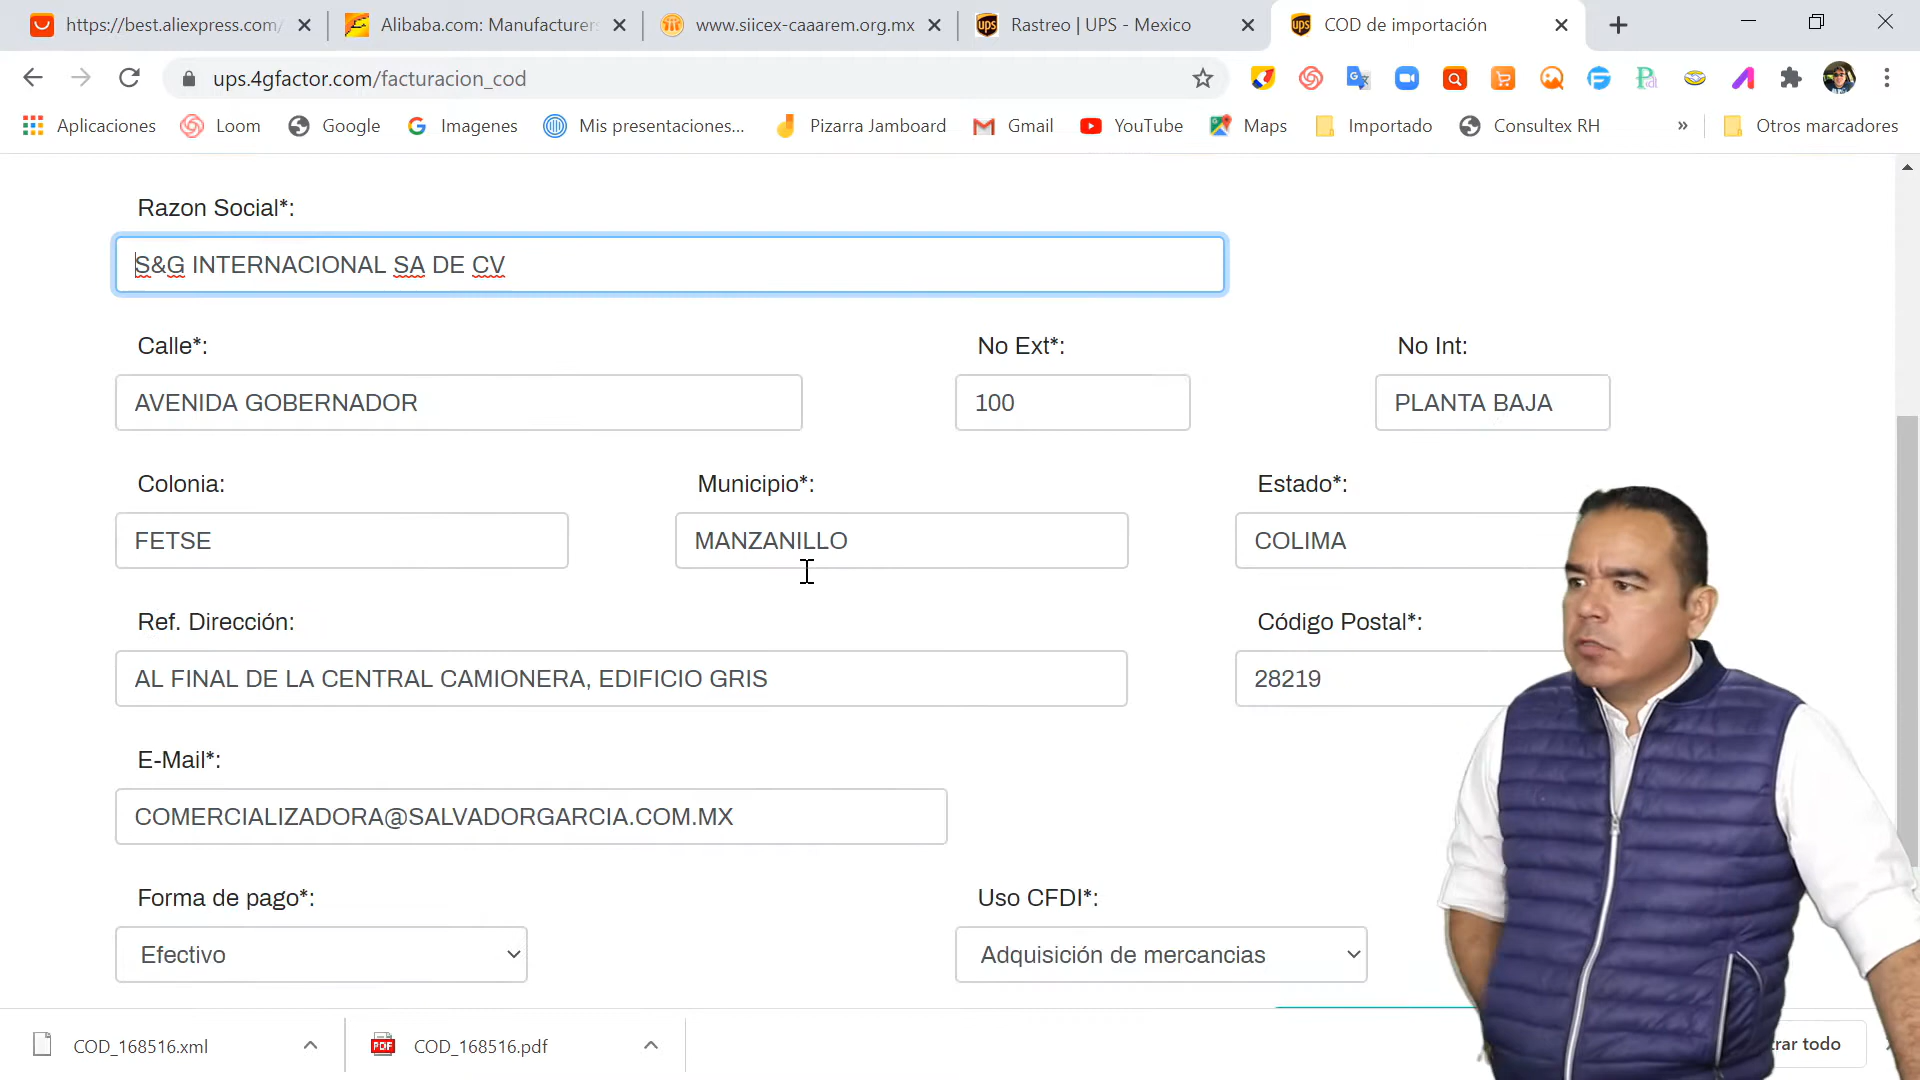 https://best.aliexpress.com/
Alibaba.com: Manufacturers
www.siicex-caaarem.org.mx
Rastreo | UPS - Mexico
COD de importación
ups.4gfactor.com/facturacion_cod
Aplicaciones
Loom
Google
Imagenes
Mis presentaciones...
Pizarra Jamboard
Gmail
YouTube
Maps
Importado
Consultex RH
»
Otros marcadores
Razon Social*:
S&G INTERNACIONAL SA DE CV
Calle*:
No Ext*:
No Int:
AVENIDA GOBERNADOR
100
PLANTA BAJA
Colonia:
Municipio*:
Estado*:
FETSE
MANZANILLO
COLIMA
Ref. Dirección:
Código Postal*:
AL FINAL DE LA CENTRAL CAMIONERA, EDIFICIO GRIS
28219
E-Mail*:
COMERCIALIZADORA@SALVADORGARCIA.COM.MX
Forma de pago*:
Uso CFDI*:
Efectivo
Adquisición de mercancias
COD_168516.xml
PDF
COD_168516.pdf
rar todo